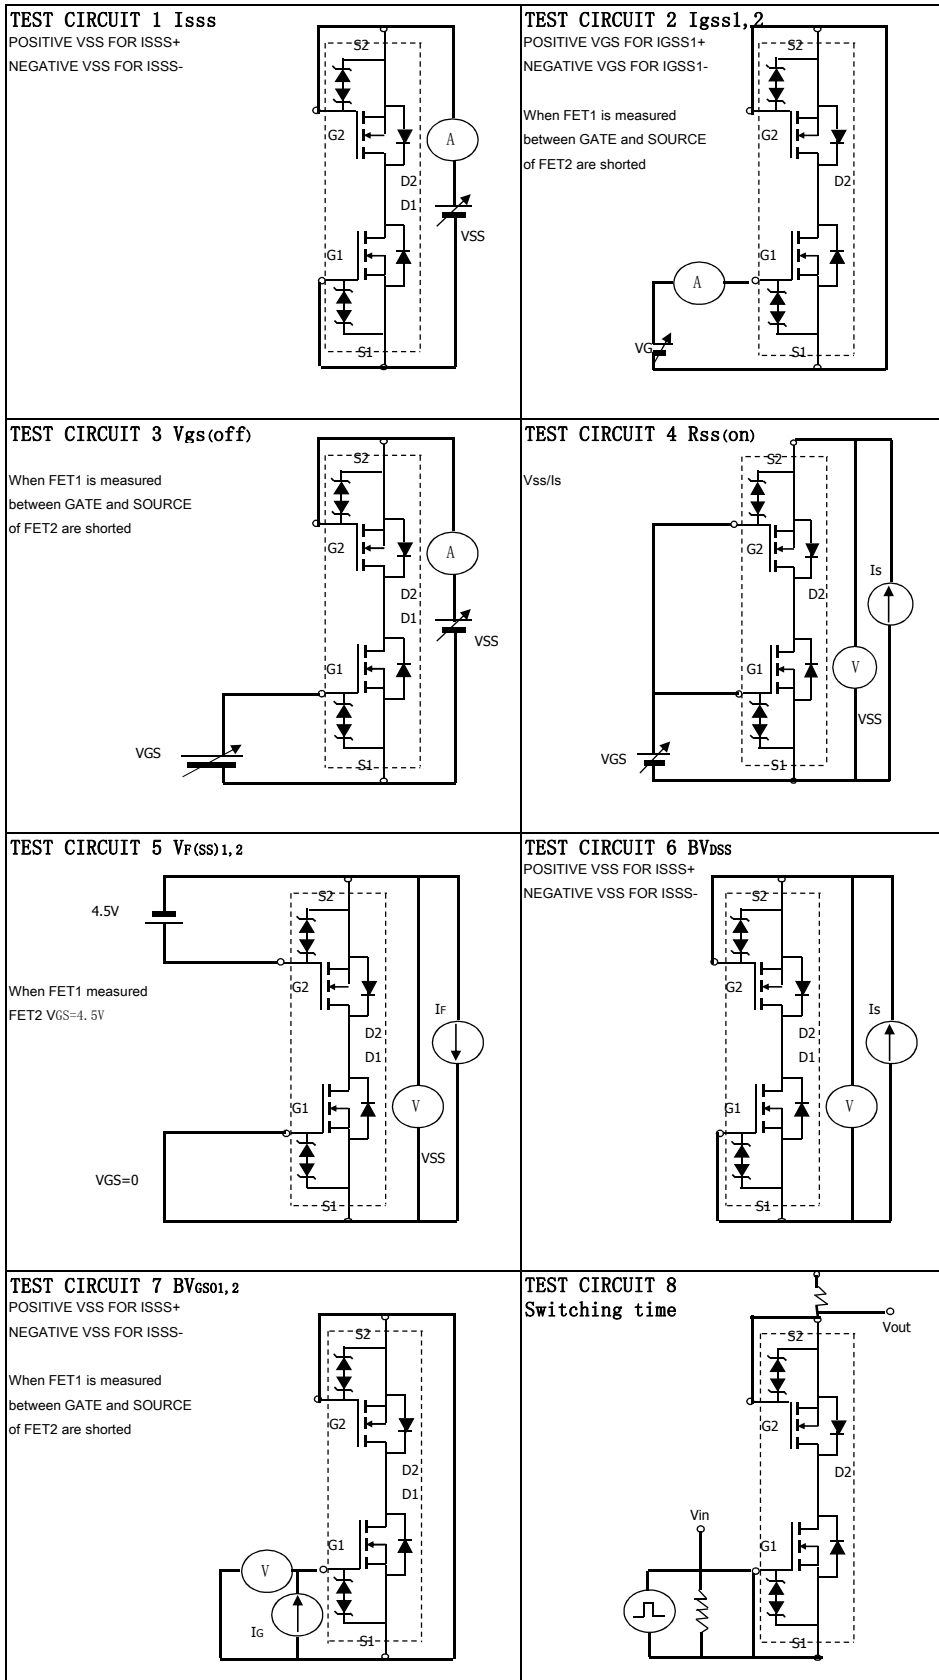 TEST CIRCUIT 1 Isss
POSITIVE VSS FOR ISSS+
NEGATIVE VSS FOR ISSS-
S2
G2
A
D2
D1
VSS
G1
S1
TEST CIRCUIT 2 Igss1,2
POSITIVE VGS FOR IGSS1+
NEGATIVE VGS FOR IGSS1-
When FET1 is measured
between GATE and SOURCE
of FET2 are shorted
S2
G2
D2
G1
A
VG
S1
TEST CIRCUIT 3 Vgs(off)
When FET1 is measured
between GATE and SOURCE
of FET2 are shorted
S2
G2
A
D2
D1
VSS
G1
VGS
S1
TEST CIRCUIT 4 Rss(on)
Vss/Is
S2
G2
Is
D2
G1
V
VSS
VGS
S1
TEST CIRCUIT 5 VF(SS)1,2
4.5V
When FET1 measured
FET2 VGS=4.5V
S2
G2
IF
D2
D1
G1
V
VSS
VGS=0
S1
TEST CIRCUIT 6 BVDSS
POSITIVE VSS FOR ISSS+
NEGATIVE VSS FOR ISSS-
S2
G2
Is
D2
D1
G1
V
VSS
S1
TEST CIRCUIT 7 BVGSO1,2
POSITIVE VSS FOR ISSS+
NEGATIVE VSS FOR ISSS-
When FET1 is measured
between GATE and SOURCE
of FET2 are shorted
S2
G2
D2
D1
G1
V
IG
S1
TEST CIRCUIT 8
Switching time
Vout
S2
G2
D2
Vin
G1
S1